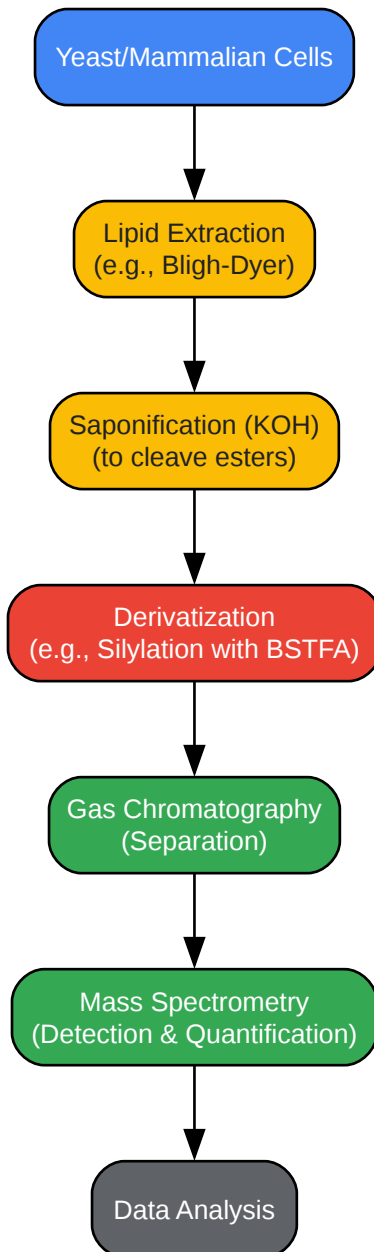 Yeast/Mammalian Cells
Lipid Extraction
(e.g., Bligh-Dyer)
Saponification (KOH)
(to cleave esters)
Derivatization
(e.g., Silylation with BSTFA)
Gas Chromatography
(Separation)
Mass Spectrometry
(Detection & Quantification)
Data Analysis